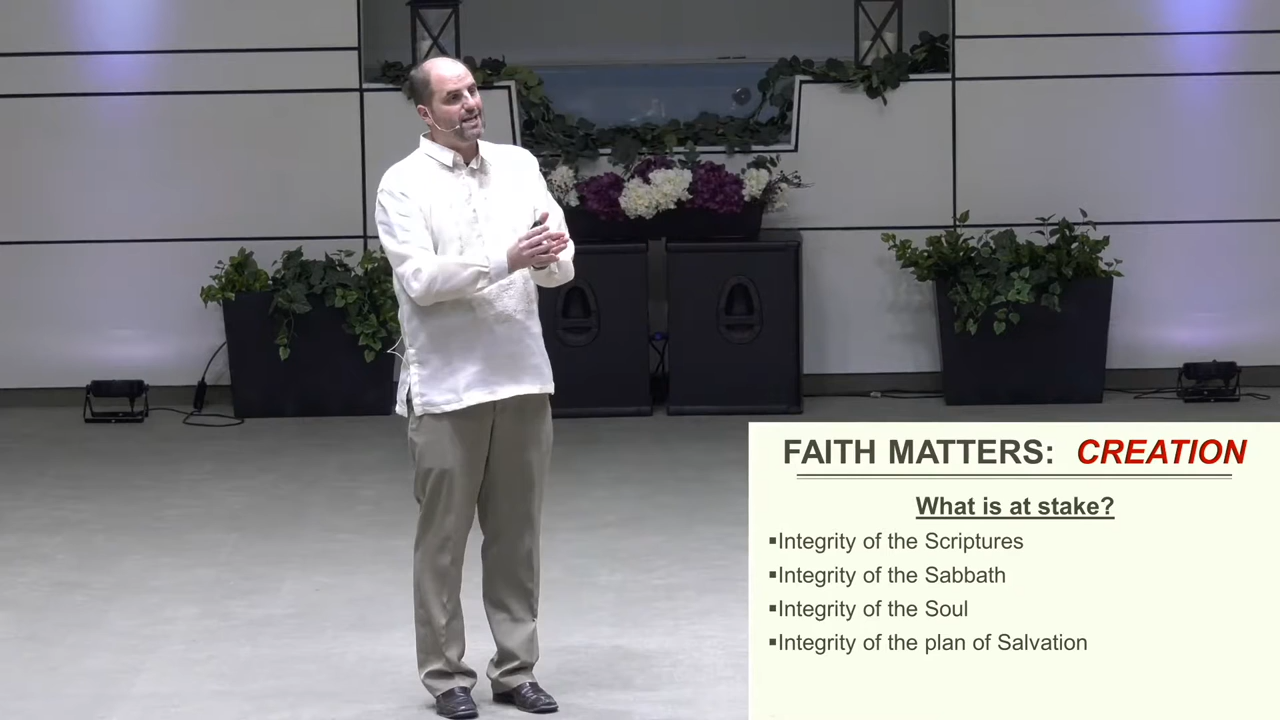 FAITH MATTERS: CREATION
What is at stake?
▪Integrity of the Scriptures
▪Integrity of the Sabbath
▪Integrity of the Soul
▪Integrity of the plan of Salvation